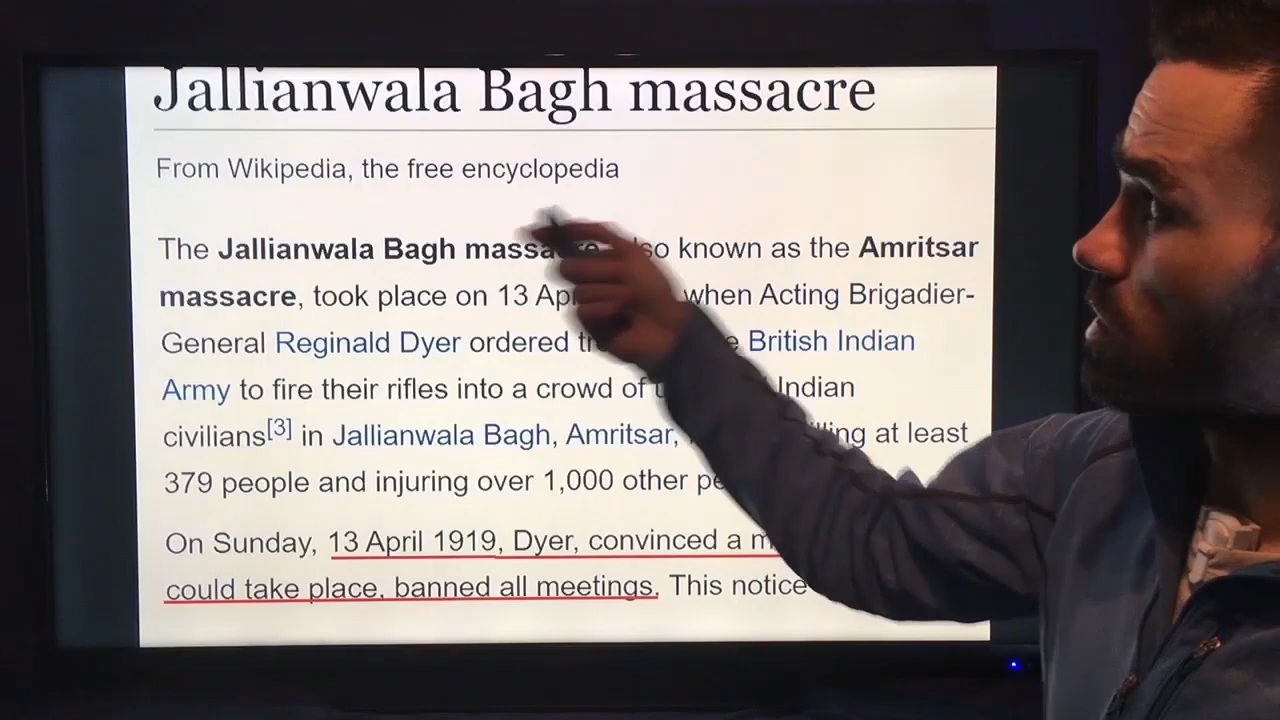 Jallianwala Bagh massacre
From Wikipedia, the free encyclopedia
The Jallianwala Bagh massacre also known as the Amritsar
massacre, took place on 13 when Acting Brigadier-
General Reginald Dyer ordered British Indian
Army to fire their rifles into a crowd of Indian
civilians[3] in Jallianwala Bagh, Amritsar, at least
379 people and injuring over 1,000 other
On Sunday, 13 April 1919, Dyer, convinced a
could take place, banned all meetings. This notice